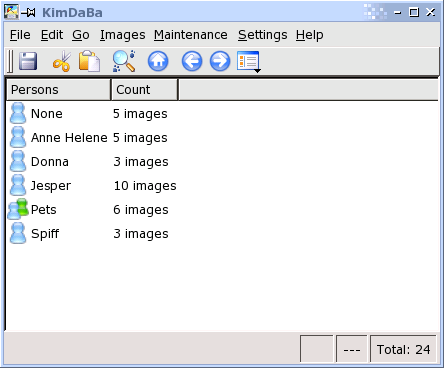 KimDaBa
File Edit Go Images Maintenance Settings Help
Persons Count
None 5 images
Anne Helene 5 images
Donna 3 images
Jesper 10 images
Pets 6 images
Spiff 3 images
--- Total: 24